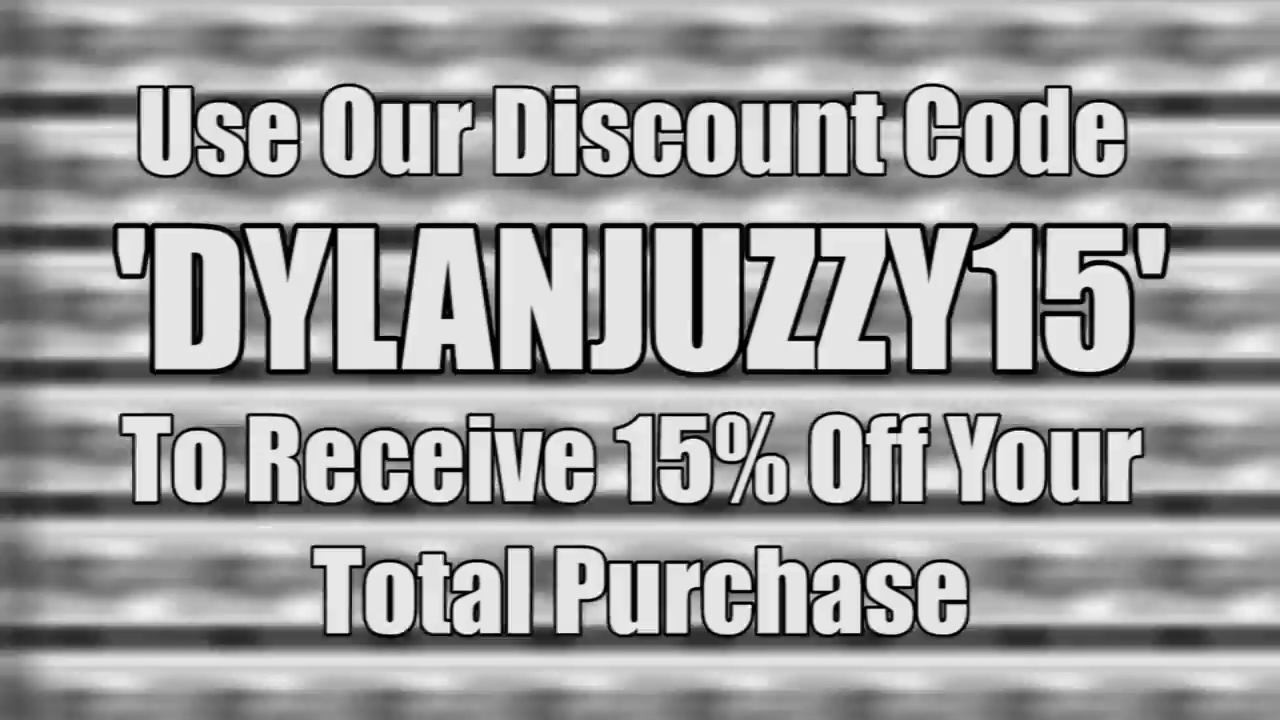 Use Our Discount Code
'DYLANJUZZY15'
To Receive 15% Off Your
Total Purchase